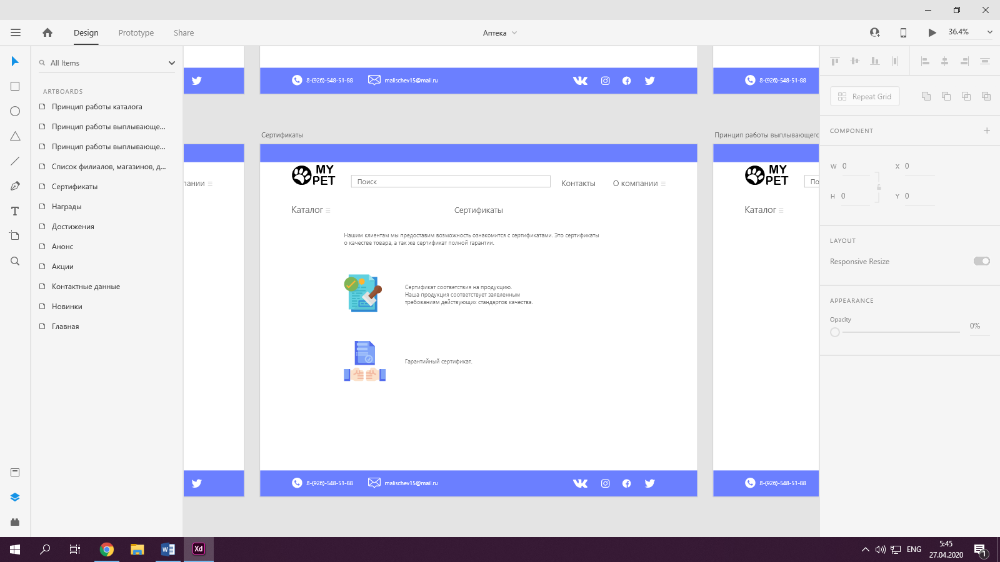 Design
Prototype
Share
Аптека
36.4%
All Items
ARTBOARDS
Принцип работы каталога
Принцип работы выплывающе...
Принцип работы выплывающе...
Список филиалов, магазинов, д...
Сертификаты
Награды
Достижения
Анонс
Акции
Контактные данные
Новинки
Главная
8-(926)-548-51-88
malischev15@mail.ru
8-(926)-548-51-88
Сертификаты
Принцип работы выплывающего
пании
MY
PET
Поиск
Контакты
О компании
MY
PET
По
Каталог
Сертификаты
Каталог
Нашим клиентам мы предоставим возможность ознакомится с сертификатами. Это сертификаты
о качестве товара, а так же сертификат полной гарантии.
Сертификат соответствия на продукцию.
Наша продукция соответствует заявленным
требованиям действующих стандартов качества.
Гарантийный сертификат.
8-(926)-548-51-88
malischev15@mail.ru
8-(926)-548-51-88
Repeat Grid
COMPONENT
W 0
X 0
H 0
Y 0
LAYOUT
Responsive Resize
APPEARANCE
Opacity
0%
Xd
ENG
5:45
27.04.2020
1